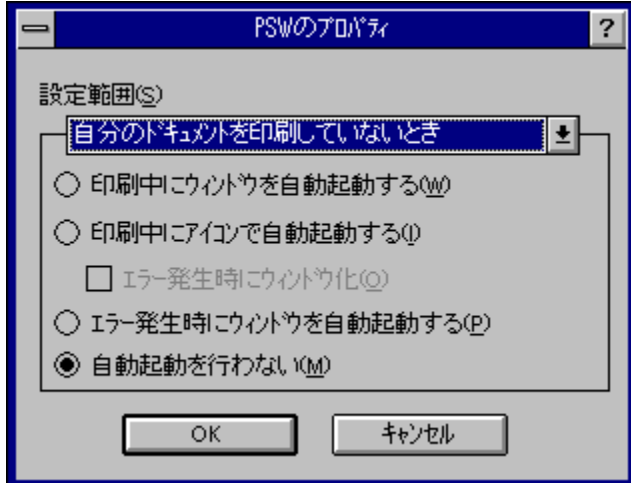 PSWのプロパティ
?
設定範囲(S)
自分のドキュメントを印刷していないとき
印刷中にウィンドウを自動起動する(W)
印刷中にアイコンで自動起動する(I)
エラー発生時にウィンドウ化(O)
エラー発生時にウィンドウを自動起動する(P)
自動起動を行わない(M)
OK
キャンセル